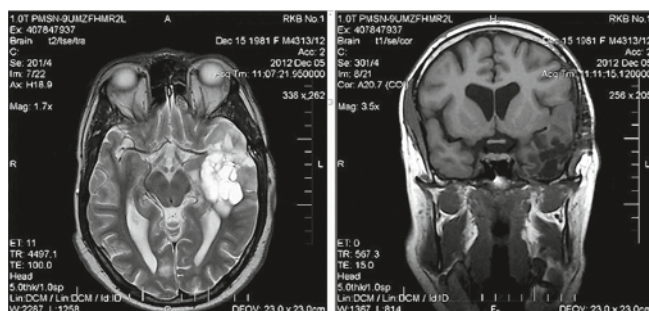 1.0T PMSN-9UMZFHMR2L
Ex: 407847937
Brain t2/tse/tra
C
Se: 201/4
Im: 7/22
Ax: H18.9
Mag: 1.7x
A
RKB No.1
Dec 15 1981 F M4313/12
Acc: 2
2012 Dec 05
Acq Tm: 11:07:21.950000
336 x 262
R
L
ET: 11
TR: 4497.1
TE: 100.0
Head
5.0thk/1.0sp
Lin:DCM / Lin:DCM / Id:ID
W:2287 L:1258
DFOV: 23.0 x 23.0cm
1.0T PMSN-9UMZFHMR2L
Ex: 407847937
Brain t1/se/cor
C
Se: 301/4
Im: 8/21
Cor: A20.7 (COI)
Mag: 3.5x
H
RKB No.1
Dec 15 1981 F M4313/12
Acc: 2
2012 Dec 05
Acq Tm: 11:11:15.120000
256 x 205
R
L
ET: 0
TR: 567.3
TE: 15.0
Head
5.0thk/1.0sp
Lin:DCM / Lin:DCM / Id:ID
W:1367 L:814
DFOV: 23.0 x 23.0cm